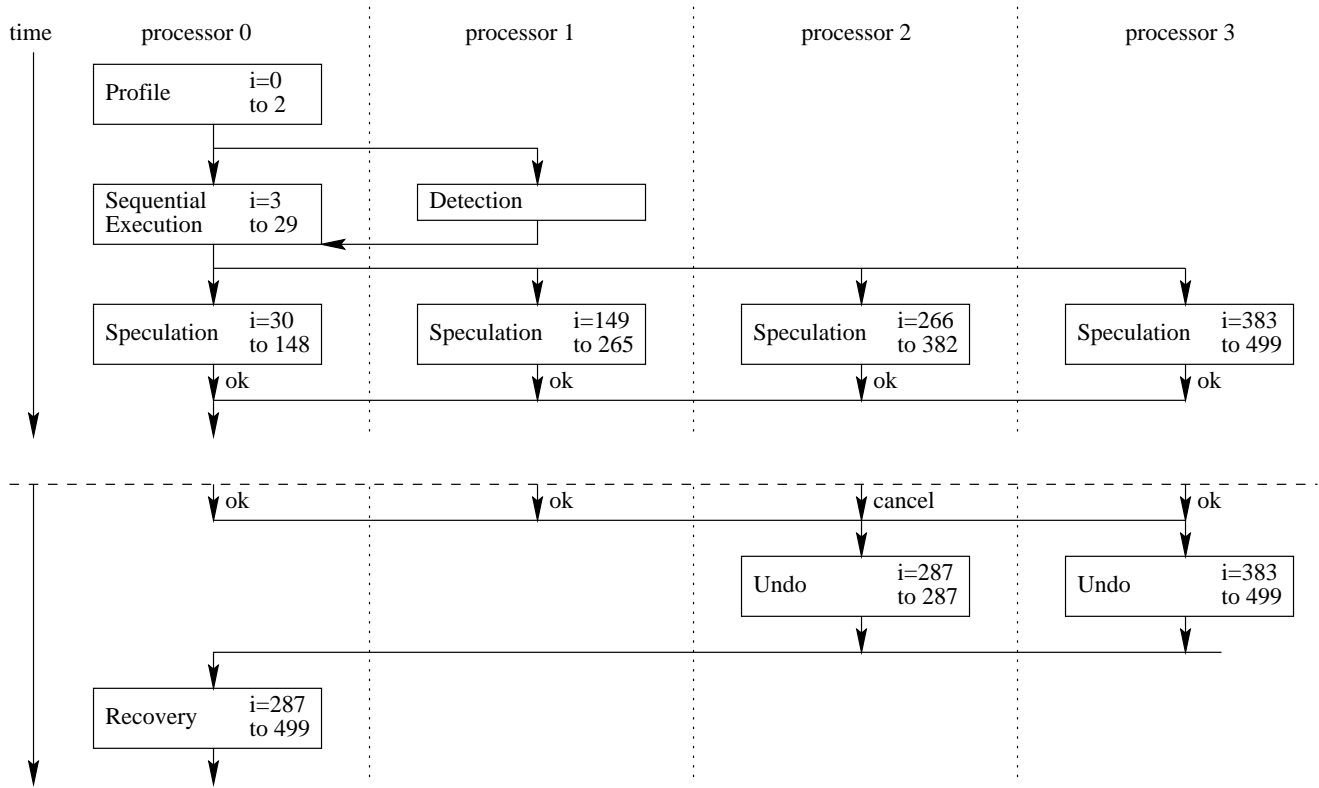 time
processor 0
processor 1
processor 2
processor 3
Profile
i=0
to 2
Sequential
Execution
i=3
to 29
Detection
Speculation
i=30
to 148
Speculation
i=149
to 265
Speculation
i=266
to 382
Speculation
i=383
to 499
ok
ok
ok
ok
ok
ok
cancel
ok
Undo
i=287
to 287
Undo
i=383
to 499
Recovery
i=287
to 499